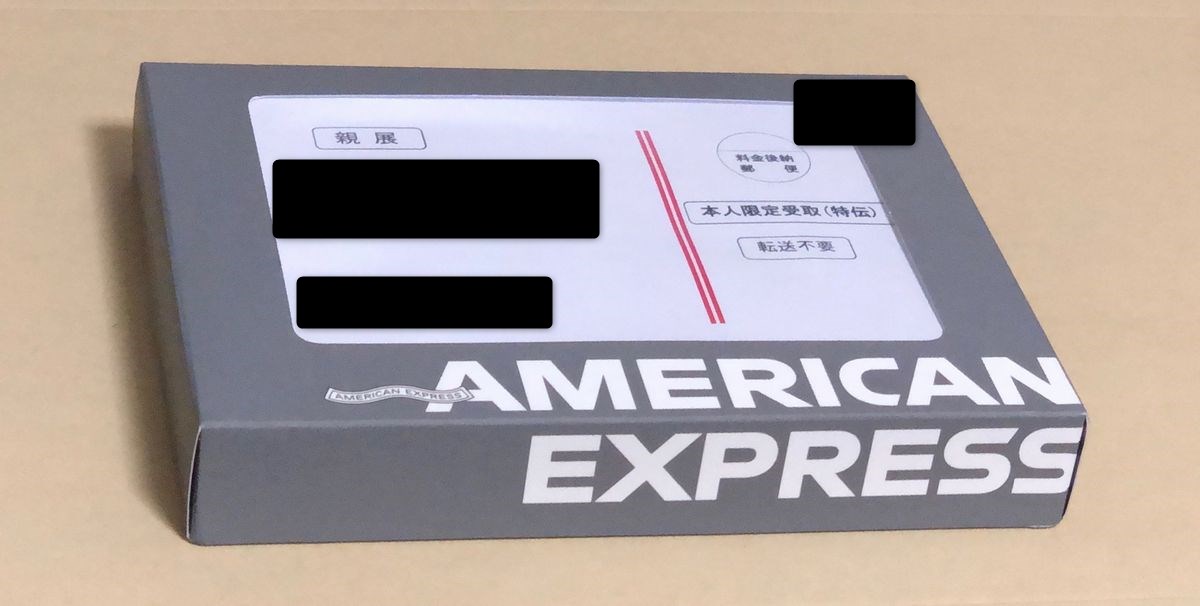 親展
料金後納
郵便
本人限定受取(特伝)
転送不要
AMERICAN EXPRESS
AMERICAN
EXPRESS